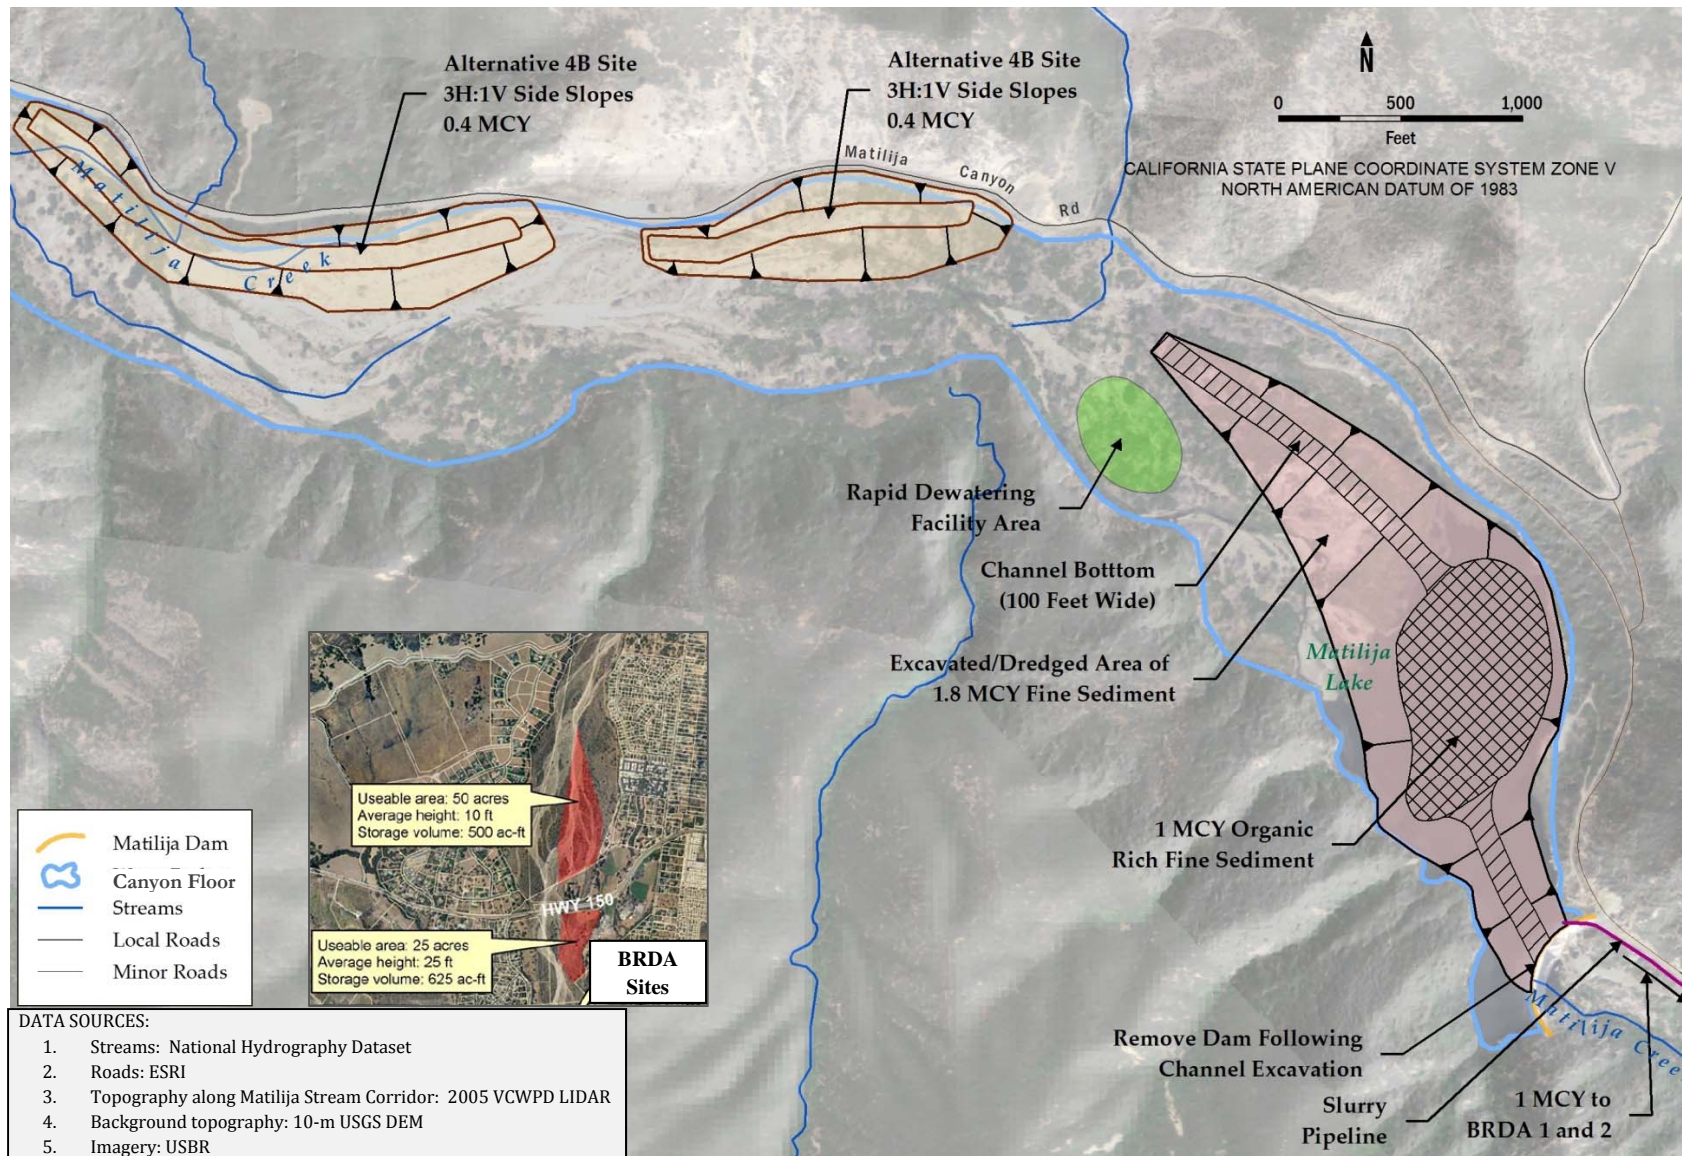 Alternative 4B Site
3H:1V Side Slopes
0.4 MCY
Alternative 4B Site
3H:1V Side Slopes
0.4 MCY
N
0 500 1,000
Feet
CALIFORNIA STATE PLANE COORDINATE SYSTEM ZONE V
NORTH AMERICAN DATUM OF 1983
Matilija Canyon Rd
Matilija Creek
Rapid Dewatering
Facility Area
Channel Botttom
(100 Feet Wide)
Excavated/Dredged Area of
1.8 MCY Fine Sediment
Matilija
Lake
1 MCY Organic
Rich Fine Sediment
Remove Dam Following
Channel Excavation
Slurry
Pipeline
1 MCY to
BRDA 1 and 2
Matilija Cree
Useable area: 50 acres
Average height: 10 ft
Storage volume: 500 ac-ft
HWY 150
Useable area: 25 acres
Average height: 25 ft
Storage volume: 625 ac-ft
BRDA
Sites
Matilija Dam
Canyon Floor
Streams
Local Roads
Minor Roads
DATA SOURCES:
1. Streams: National Hydrography Dataset
2. Roads: ESRI
3. Topography along Matilija Stream Corridor: 2005 VCWPD LIDAR
4. Background topography: 10-m USGS DEM
5. Imagery: USBR